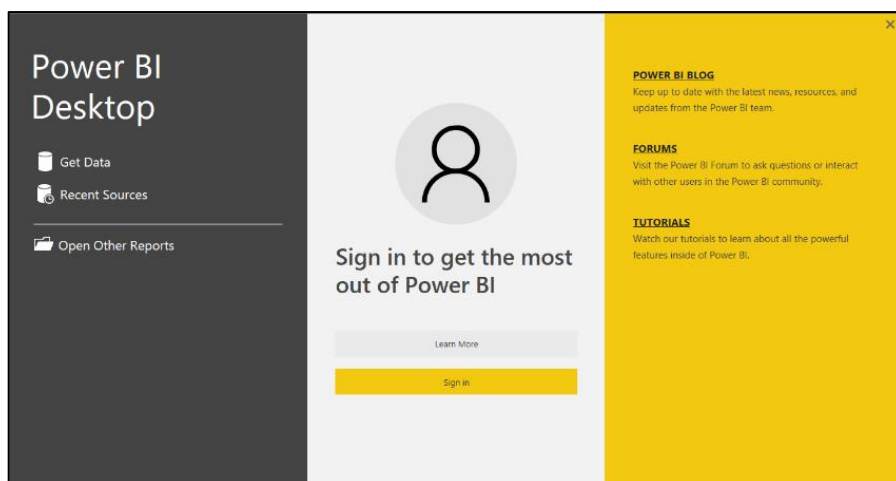 Power BI
Desktop
Get Data
Recent Sources
Open Other Reports
Sign in to get the most
out of Power BI
Learn More
Sign in
POWER BI BLOG
Keep up to date with the latest news, resources, and
updates from the Power BI team.
FORUMS
Visit the Power BI Forum to ask questions or interact
with other users in the Power BI community.
TUTORIALS
Watch our tutorials to learn about all the powerful
features inside of Power BI.